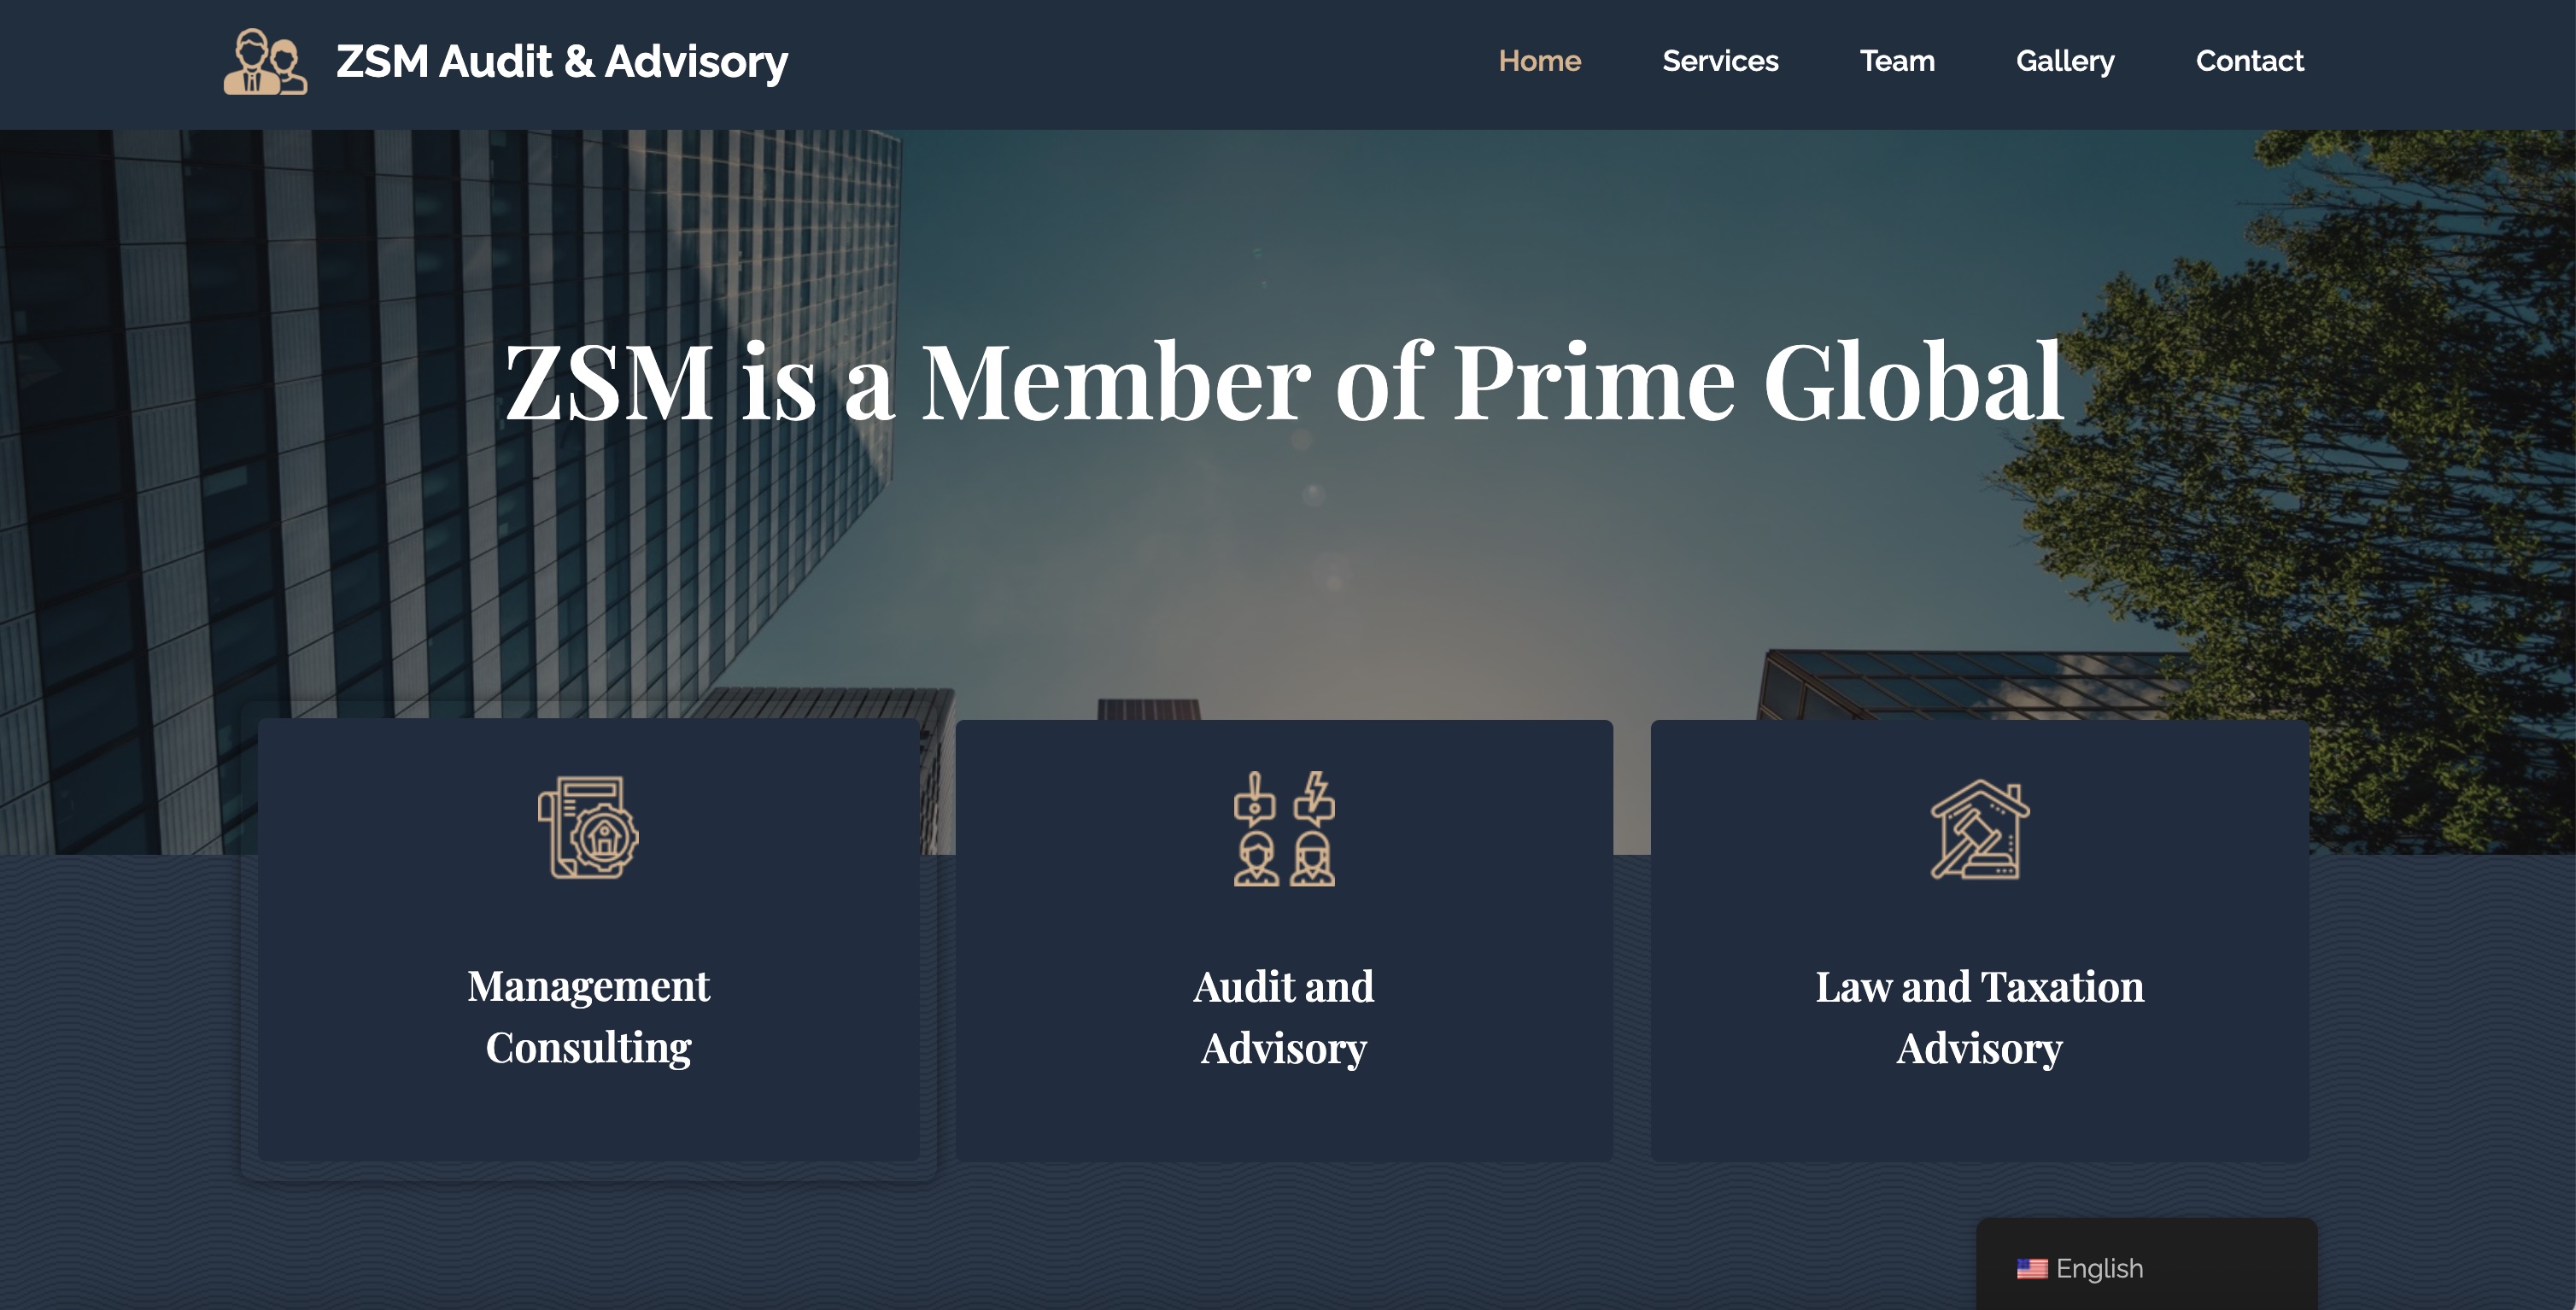 ZSM Audit & Advisory
Home Services Team Gallery Contact
ZSM is a Member of Prime Global
Management
Consulting
Audit and
Advisory
Law and Taxation
Advisory
English